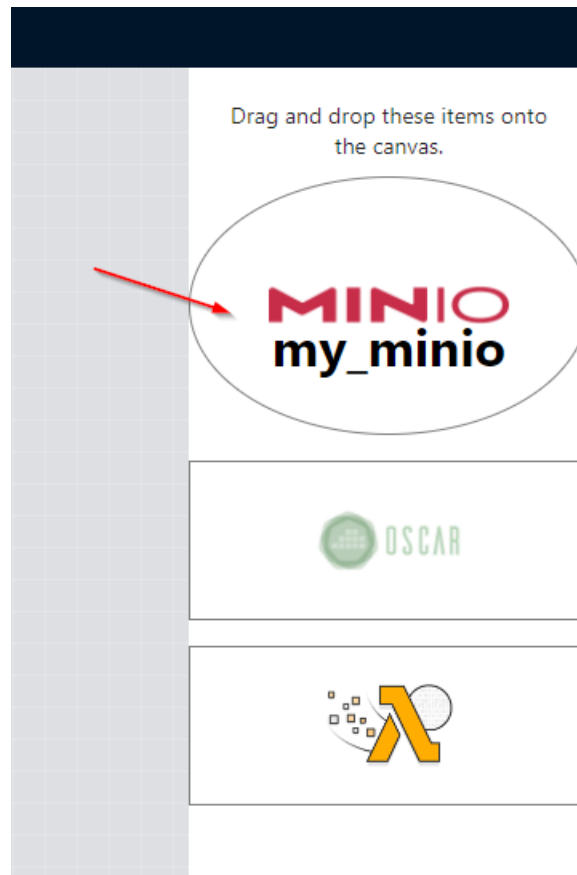 Drag and drop these items onto
the canvas.
MINIO
my_minio
OSCAR